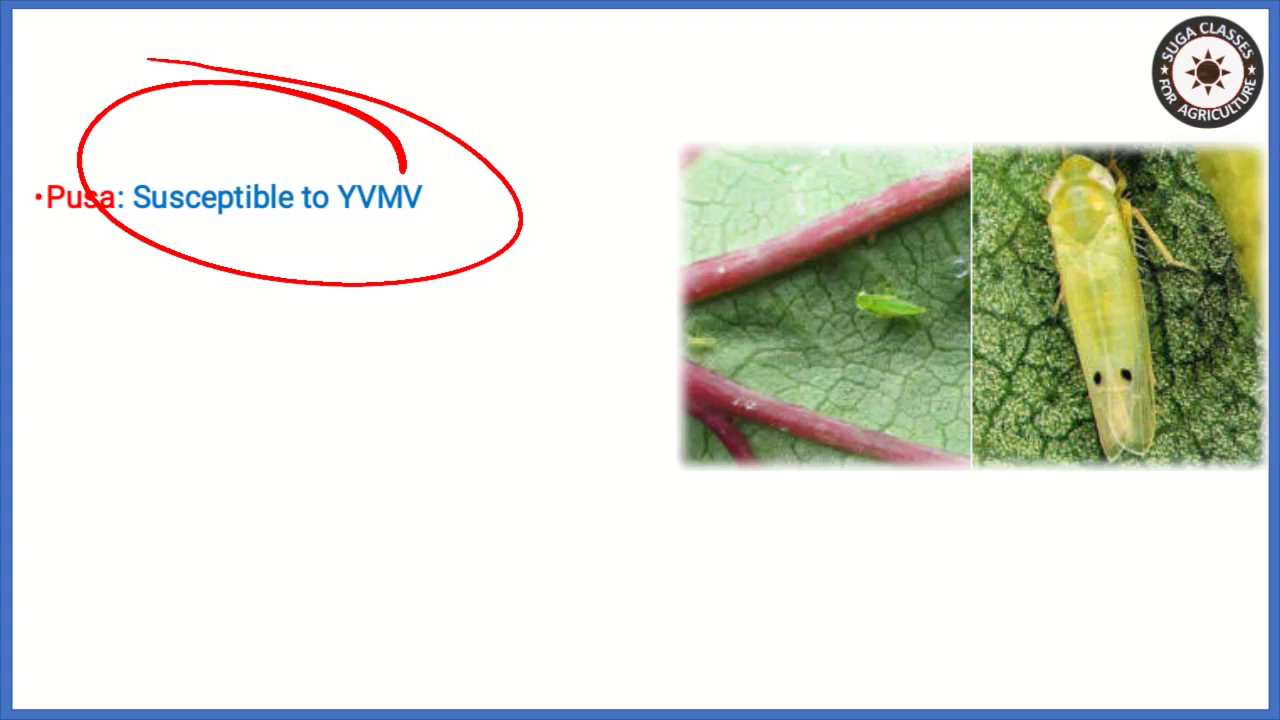 SUGA CLASSES
FOR AGRICULTURE
•Pusa: Susceptible to YVMV